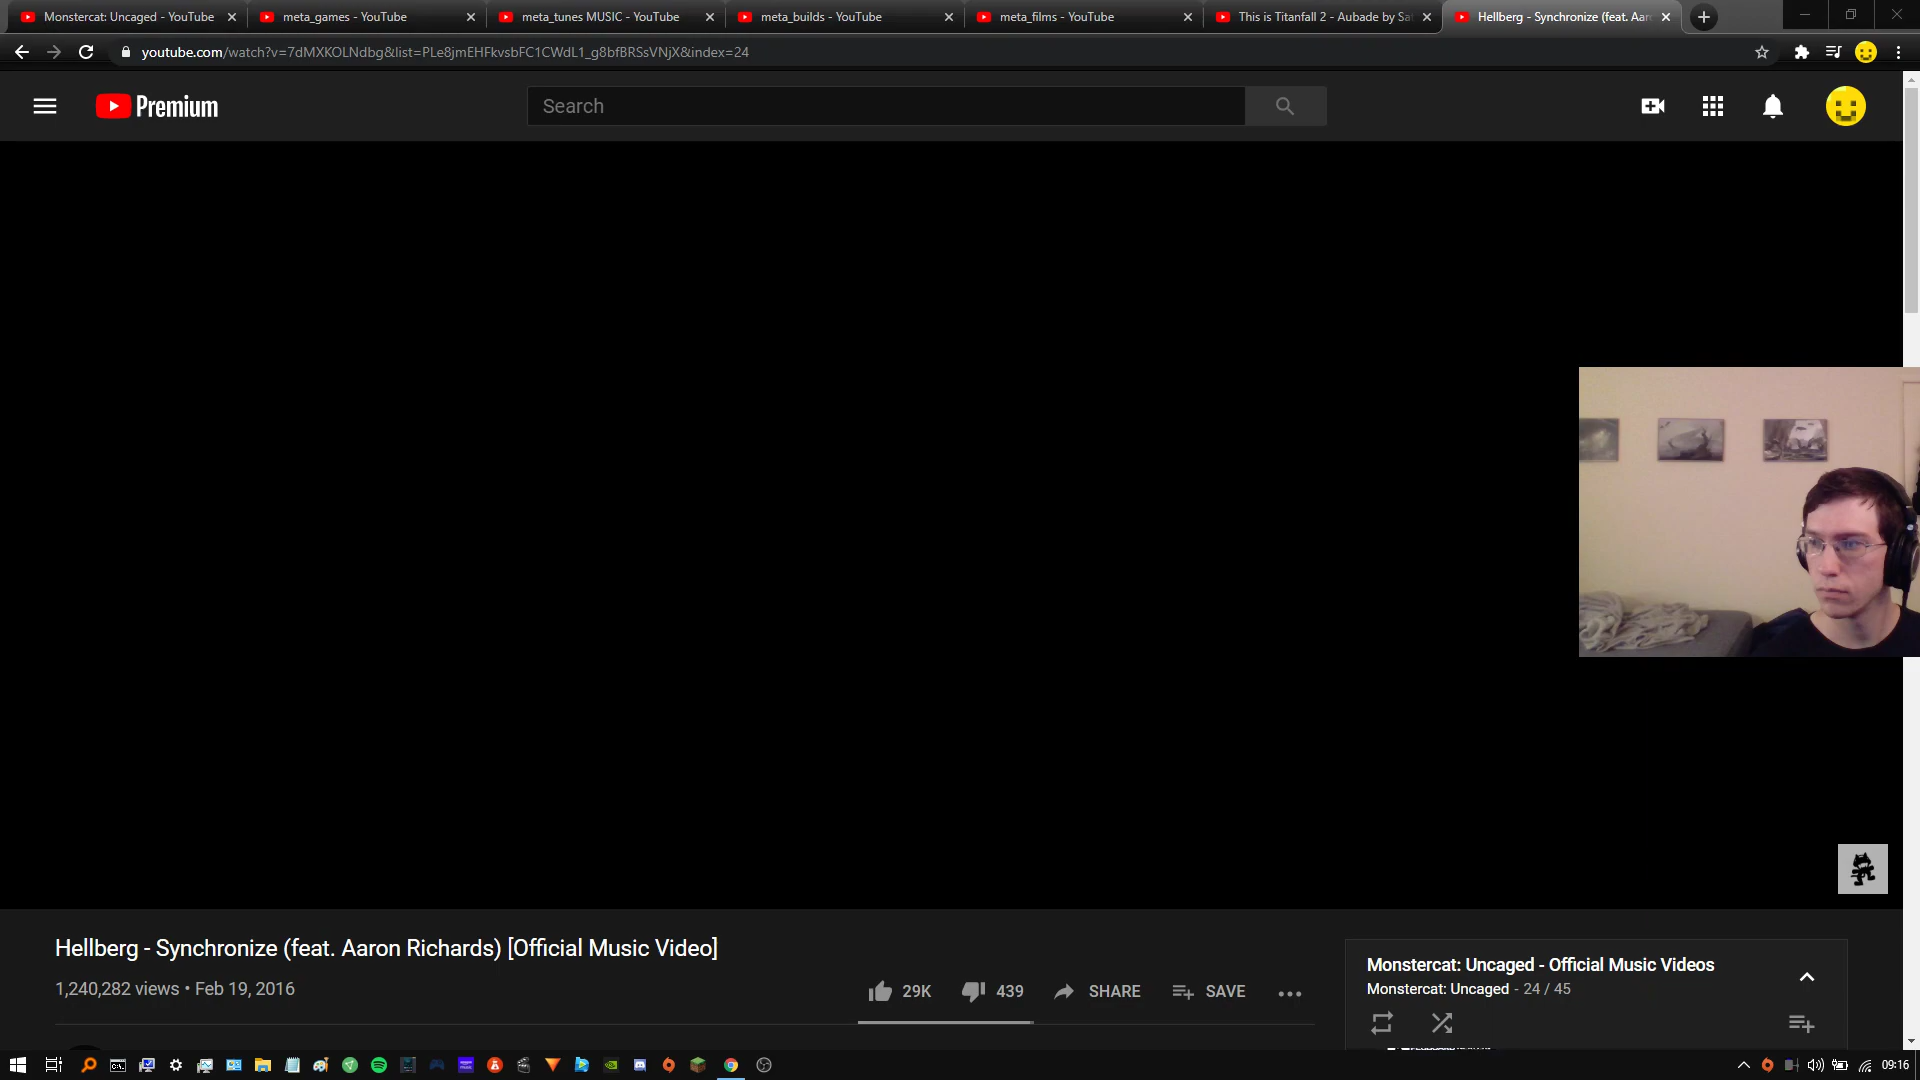 Monstercat: Uncaged - YouTube
meta_games - YouTube
meta_tunes MUSIC - YouTube
meta_builds - YouTube
meta_films - YouTube
This is Titanfall 2 - Aubade by Sat
Hellberg - Synchronize (feat. Aar
youtube.com/watch?v=7dMXKOLNdbg&list=PLe8jmEHFkvsbFC1CWdL1_g8bfBRSsVNjX&index=24
Premium
Search
Hellberg - Synchronize (feat. Aaron Richards) [Official Music Video]
1,240,282 views • Feb 19, 2016
29K
439
SHARE
SAVE
Monstercat: Uncaged - Official Music Videos
Monstercat: Uncaged - 24 / 45
09:16